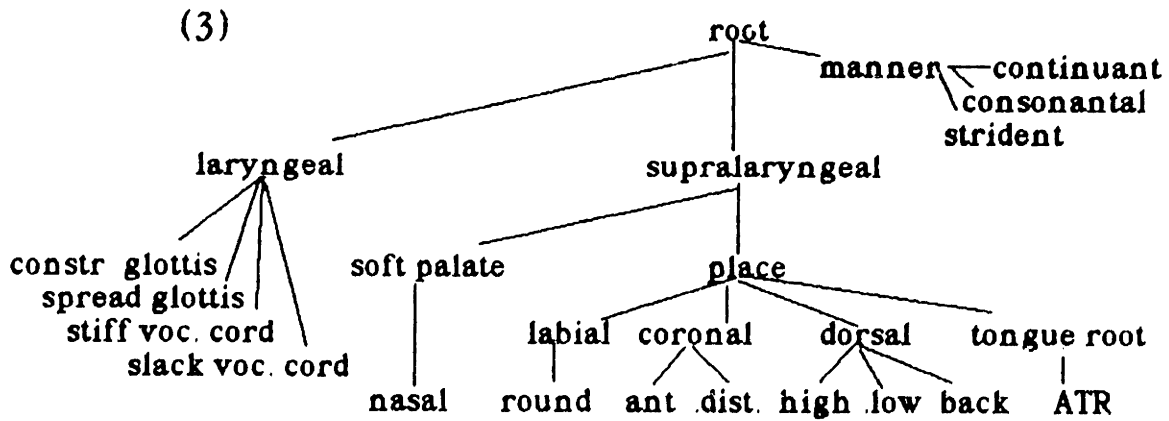 (3)
root
manner continuant
consonantal
strident
laryngeal supralaryngeal
constr glottis soft palate place
spread glottis
stiff voc. cord labial coronal dorsal tongue root
slack voc. cord
nasal round ant .dist. high .low back ATR